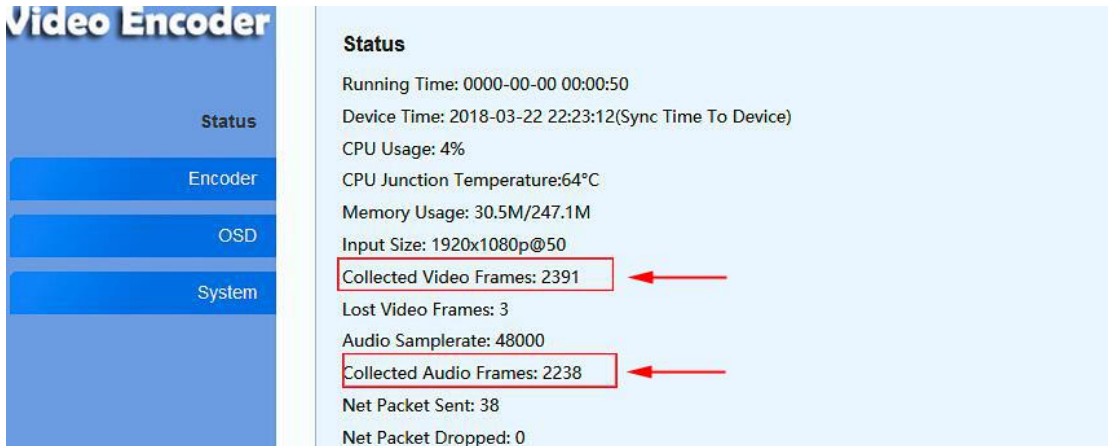 Video Encoder
Status
Encoder
OSD
System
Status
Running Time: 0000-00-00 00:00:50
Device Time: 2018-03-22 22:23:12(Sync Time To Device)
CPU Usage: 4%
CPU Junction Temperature:64°C
Memory Usage: 30.5M/247.1M
Input Size: 1920x1080p@50
Collected Video Frames: 2391
Lost Video Frames: 3
Audio Samplerate: 48000
Collected Audio Frames: 2238
Net Packet Sent: 38
Net Packet Dropped: 0